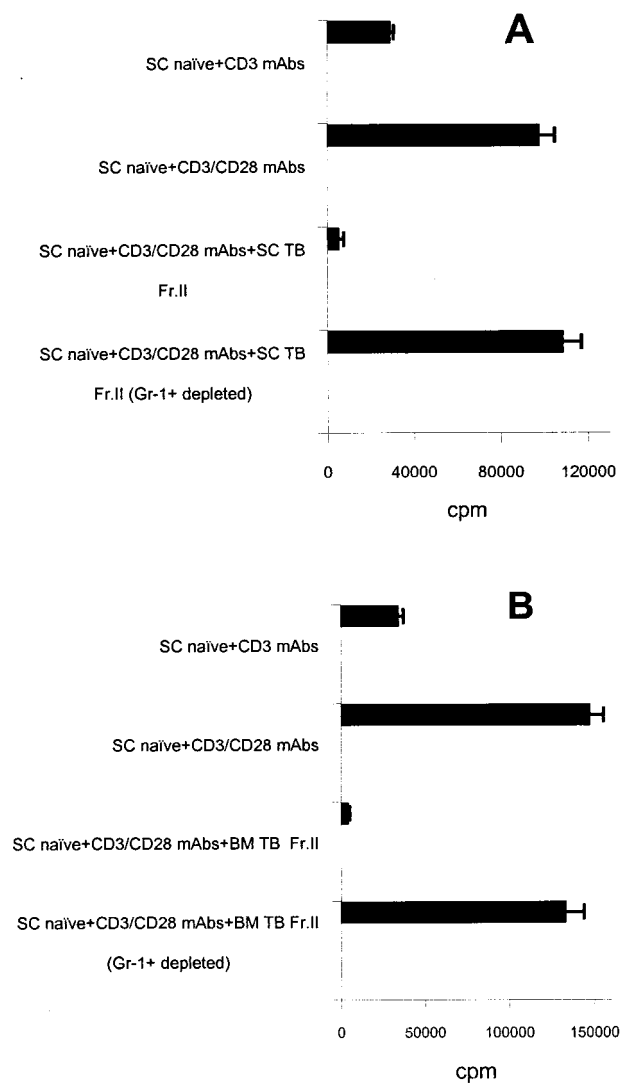 A
SC naïve+CD3 mAbs
SC naïve+CD3/CD28 mAbs
SC naïve+CD3/CD28 mAbs+SC TB
Fr.II
SC naïve+CD3/CD28 mAbs+SC TB
Fr.II (Gr-1+ depleted)
0 40000 80000 120000
cpm
B
SC naïve+CD3 mAbs
SC naïve+CD3/CD28 mAbs
SC naïve+CD3/CD28 mAbs+BM TB Fr.II
SC naïve+CD3/CD28 mAbs+BM TB Fr.II
(Gr-1+ depleted)
0 50000 100000 150000
cpm